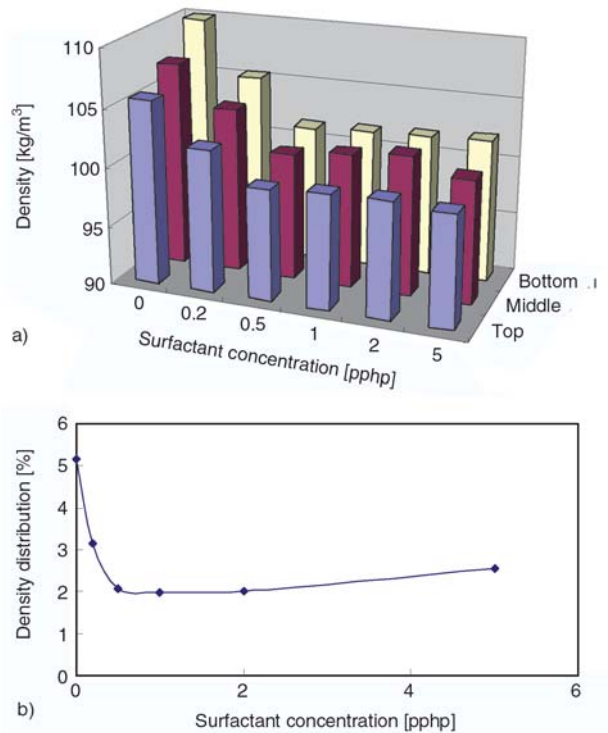 110
105
100
95
90
Density [kg/m³]
0
0.2
0.5
1
2
5
Surfactant concentration [pphp]
Bottom
Middle
Top
a)
6
5
4
3
2
1
0
Density distribution [%]
0
2
4
6
Surfactant concentration [pphp]
b)